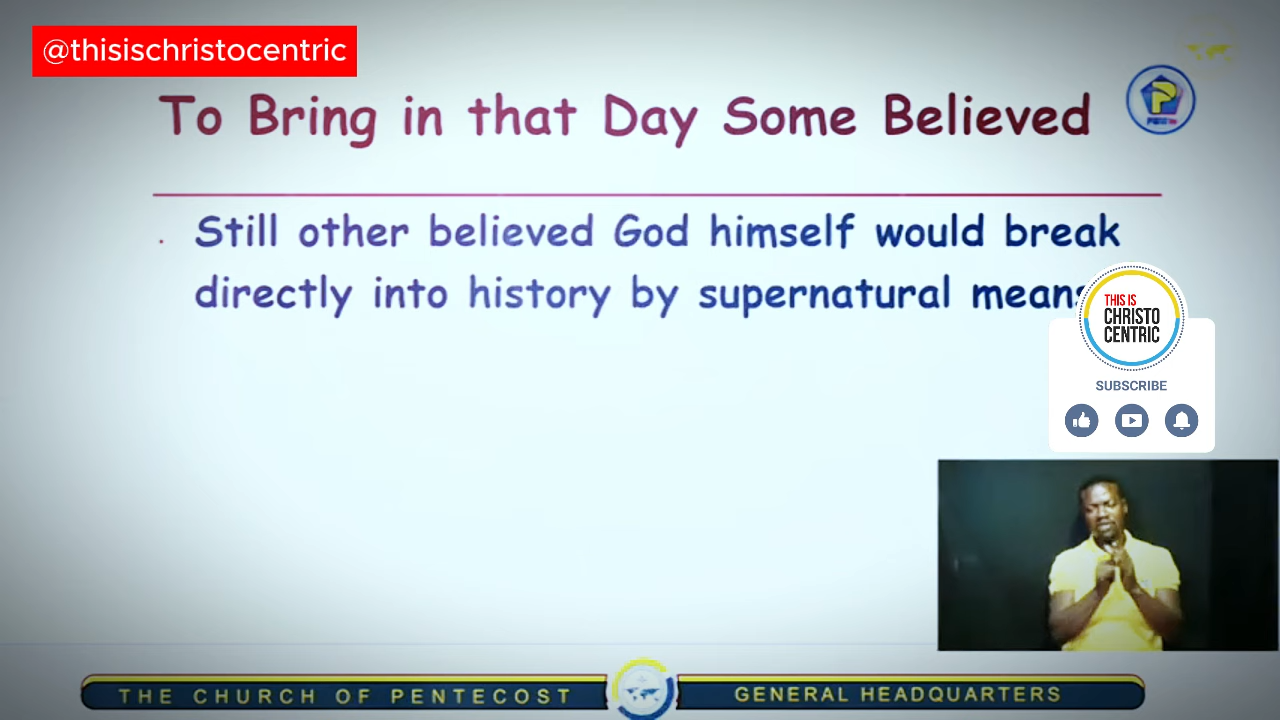 @thisischristocentric
To Bring in that Day Some Believed
Still other believed God himself would break
directly into history by supernatural means
THIS IS
CHRISTO
CENTRIC
SUBSCRIBE
THE CHURCH OF PENTECOST
GENERAL HEADQUARTERS